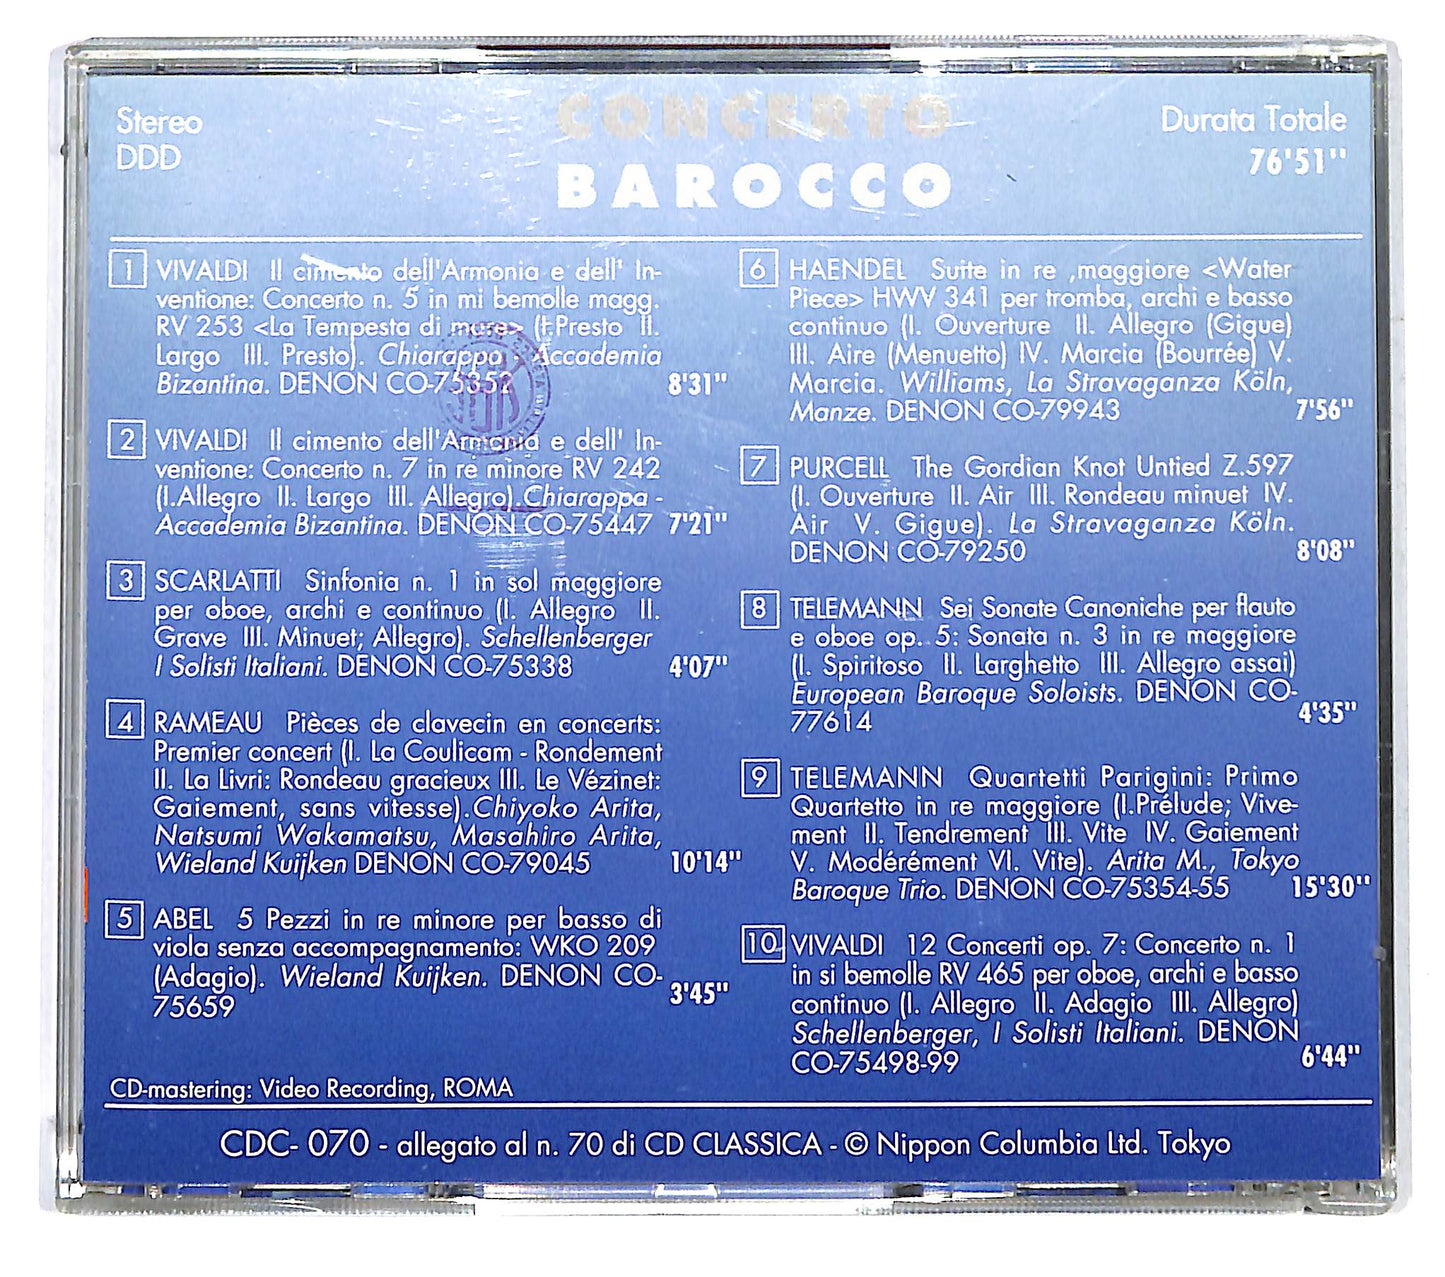 Stereo
DDD
CONCERTO
BAROCCO
Durata Totale
76'51"
1 VIVALDI Il cimento dell'Armonia e dell' In-
ventione: Concerto n. 5 in mi bemolle magg.
RV 253 <La Tempesta di mare> (I.Presto II.
Largo III. Presto). Chiarappa - Accademia
Bizantina. DENON CO-75352 8'31"
2 VIVALDI Il cimento dell'Armonia e dell' In-
ventione: Concerto n. 7 in re minore RV 242
(I.Allegro II. Largo III. Allegro).Chiarappa -
Accademia Bizantina. DENON CO-75447 7'21"
3 SCARLATTI Sinfonia n. 1 in sol maggiore
per oboe, archi e continuo (I. Allegro II.
Grave III. Minuet; Allegro). Schellenberger
I Solisti Italiani. DENON CO-75338 4'07"
4 RAMEAU Pièces de clavecin en concerts:
Premier concert (I. La Coulicam - Rondement
II. La Livri: Rondeau gracieux III. Le Vézinet:
Gaiement, sans vitesse).Chiyoko Arita,
Natsumi Wakamatsu, Masahiro Arita,
Wieland Kuijken DENON CO-79045 10'14"
5 ABEL 5 Pezzi in re minore per basso di
viola senza accompagnamento: WKO 209
(Adagio). Wieland Kuijken. DENON CO-
75659 3'45"
CD-mastering: Video Recording, ROMA
6 HAENDEL Suite in re ,maggiore <Water
Piece> HWV 341 per tromba, archi e basso
continuo (I. Ouverture II. Allegro (Gigue)
III. Aire (Menuetto) IV. Marcia (Bourrée) V.
Marcia. Williams, La Stravaganza Köln,
Manze. DENON CO-79943 7'56"
7 PURCELL The Gordian Knot Untied Z.597
(I. Ouverture II. Air III. Rondeau minuet IV.
Air V. Gigue). La Stravaganza Köln.
DENON CO-79250 8'08"
8 TELEMANN Sei Sonate Canoniche per flauto
e oboe op. 5: Sonata n. 3 in re maggiore
(I. Spiritoso II. Larghetto III. Allegro assai)
European Baroque Soloists. DENON CO-
77614 4'35"
9 TELEMANN Quartetti Parigini: Primo
Quartetto in re maggiore (I.Prélude; Vive-
ment II. Tendrement III. Vite IV. Gaiement
V. Modérément VI. Vite). Arita M., Tokyo
Baroque Trio. DENON CO-75354-55 15'30"
10 VIVALDI 12 Concerti op. 7: Concerto n. 1
in si bemolle RV 465 per oboe, archi e basso
continuo (I. Allegro II. Adagio III. Allegro)
Schellenberger, I Solisti Italiani. DENON
CO-75498-99 6'44"
CDC- 070 - allegato al n. 70 di CD CLASSICA - © Nippon Columbia Ltd. Tokyo